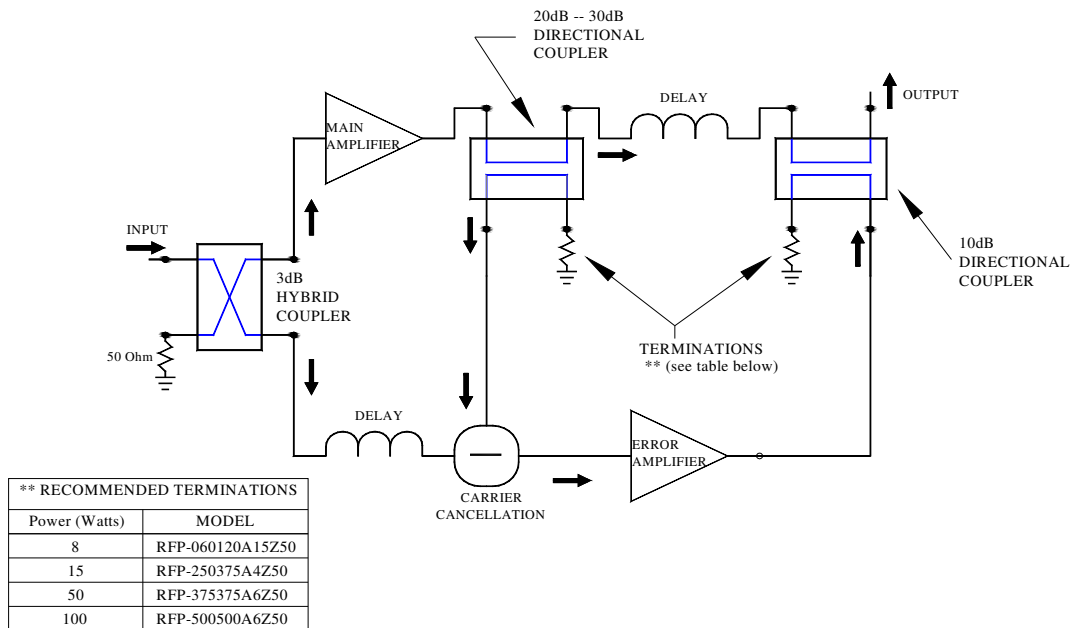 20dB -- 30dB
DIRECTIONAL
COUPLER
DELAY
OUTPUT
MAIN
AMPLIFIER
INPUT
3dB
HYBRID
COUPLER
10dB
DIRECTIONAL
COUPLER
50 Ohm
TERMINATIONS
** (see table below)
DELAY
ERROR
AMPLIFIER
CARRIER
CANCELLATION
** RECOMMENDED TERMINATIONS
Power (Watts) MODEL
8 RFP-060120A15Z50
15 RFP-250375A4Z50
50 RFP-375375A6Z50
100 RFP-500500A6Z50